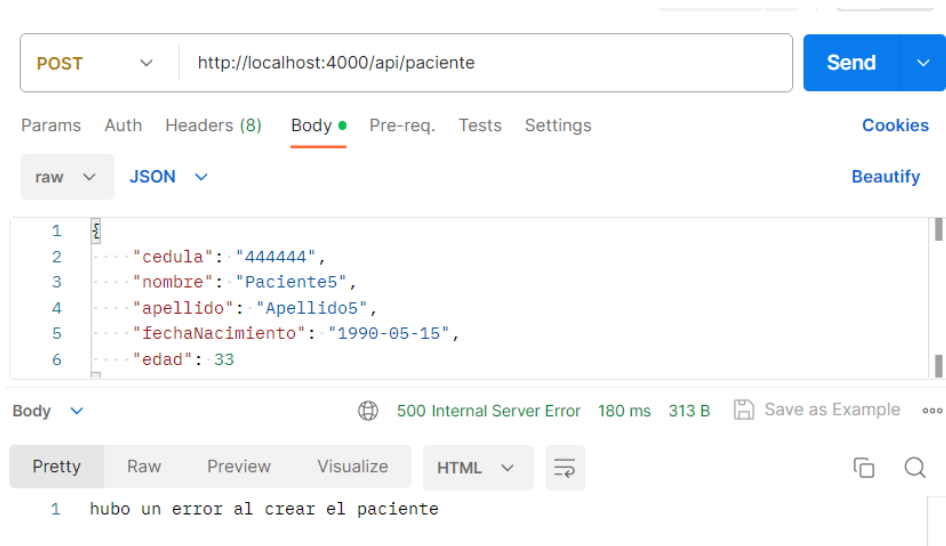 POST http://localhost:4000/api/paciente Send
Params Auth Headers (8) Body Pre-req. Tests Settings Cookies
raw JSON Beautify
1 {
2 "cedula": "444444",
3 "nombre": "Paciente5",
4 "apellido": "Apellido5",
5 "fechaNacimiento": "1990-05-15",
6 "edad": 33
Body 500 Internal Server Error 180 ms 313 B Save as Example
Pretty Raw Preview Visualize HTML
1 hubo un error al crear el paciente